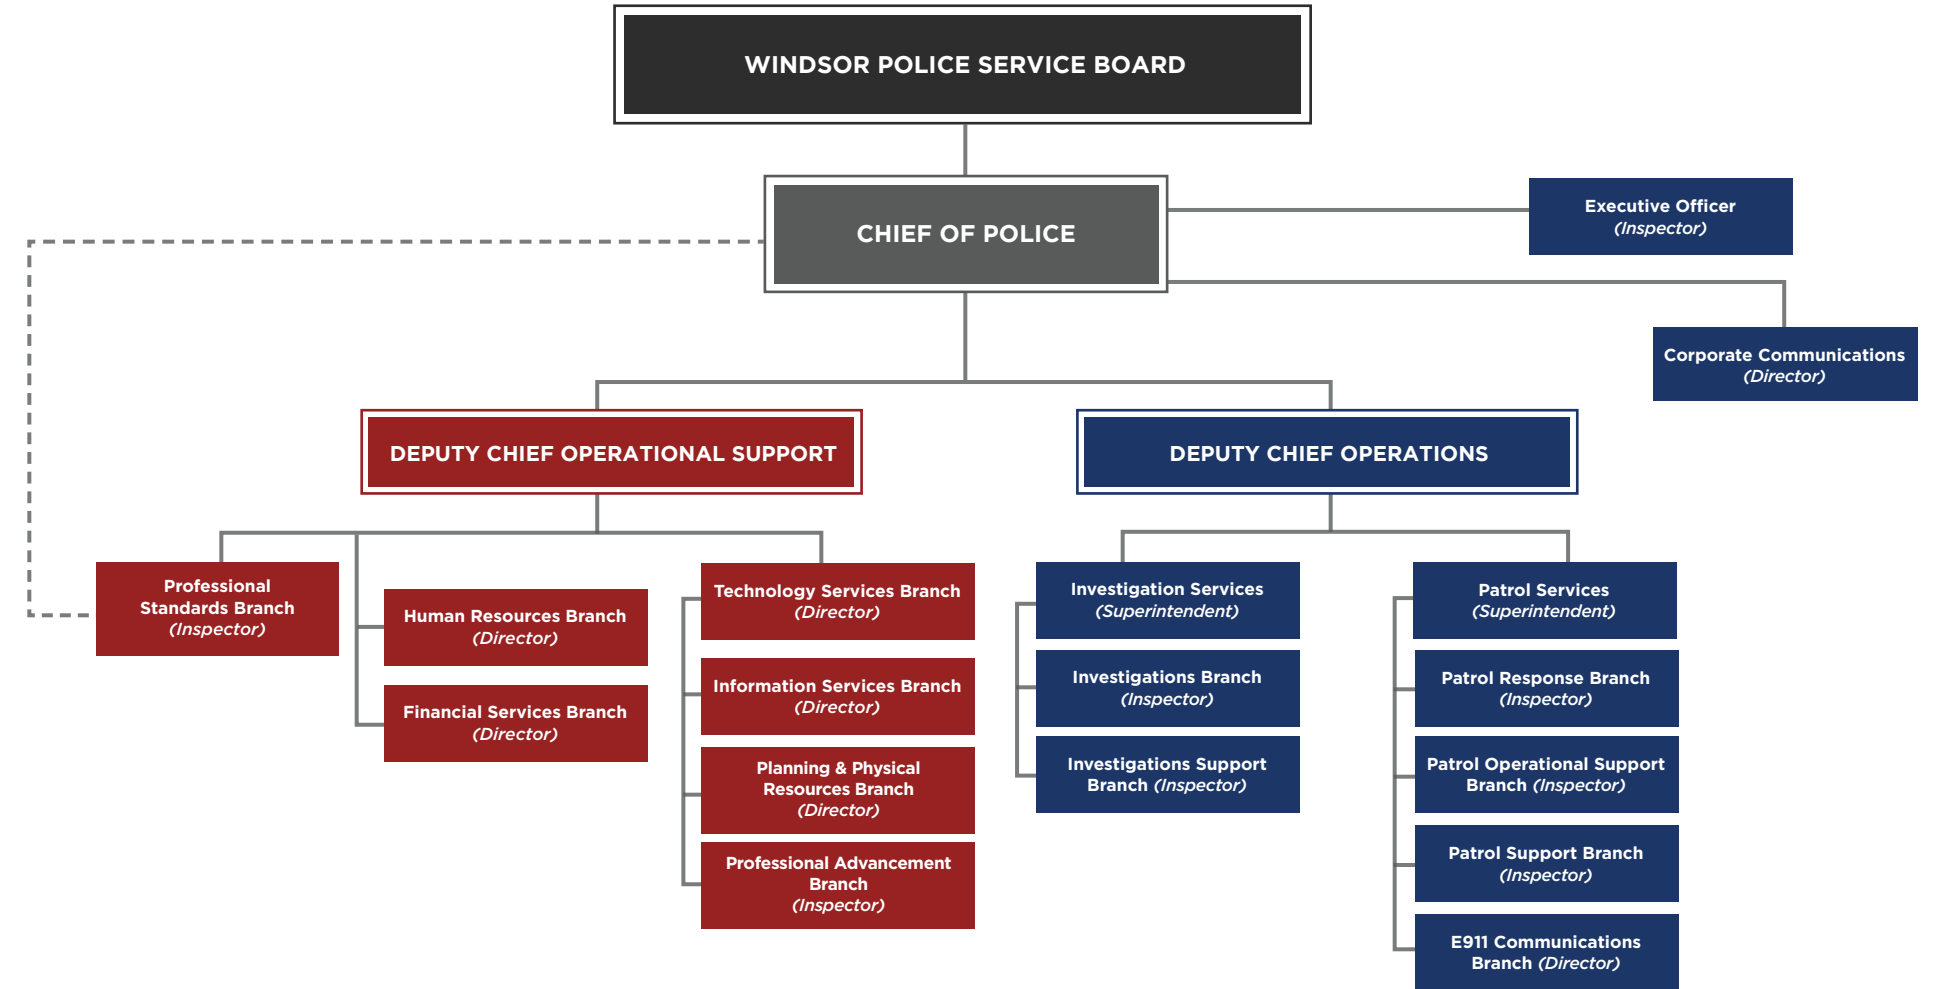 WINDSOR POLICE SERVICE BOARD
CHIEF OF POLICE
Executive Officer
(Inspector)
Corporate Communications
(Director)
DEPUTY CHIEF OPERATIONAL SUPPORT
DEPUTY CHIEF OPERATIONS
Professional
Standards Branch
(Inspector)
Human Resources Branch
(Director)
Financial Services Branch
(Director)
Technology Services Branch
(Director)
Information Services Branch
(Director)
Planning & Physical
Resources Branch
(Director)
Professional Advancement
Branch
(Inspector)
Investigation Services
(Superintendent)
Investigations Branch
(Inspector)
Investigations Support
Branch (Inspector)
Patrol Services
(Superintendent)
Patrol Response Branch
(Inspector)
Patrol Operational Support
Branch (Inspector)
Patrol Support Branch
(Inspector)
E911 Communications
Branch (Director)